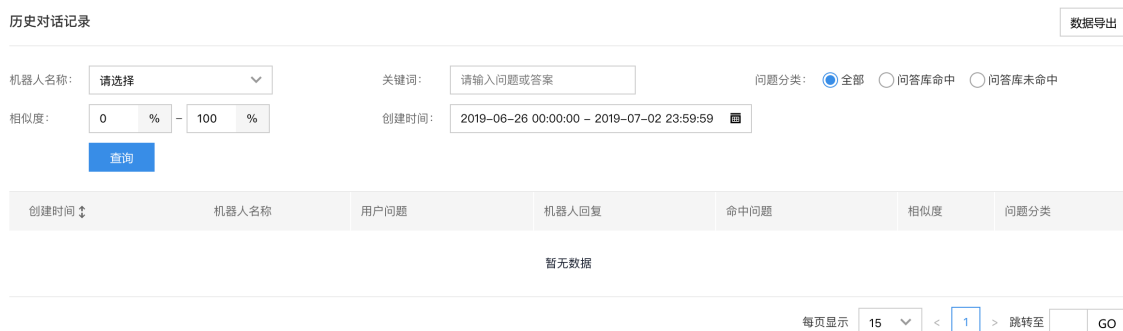 历史对话记录 数据导出
机器人名称： 请选择 关键词： 请输入问题或答案 问题分类： 全部 问答库命中 问答库未命中
相似度： 0 % – 100 % 创建时间： 2019-06-26 00:00:00 - 2019-07-02 23:59:59
查询
创建时间 机器人名称 用户问题 机器人回复 命中问题 相似度 问题分类
暂无数据
每页显示 15 < 1 > 跳转至 GO